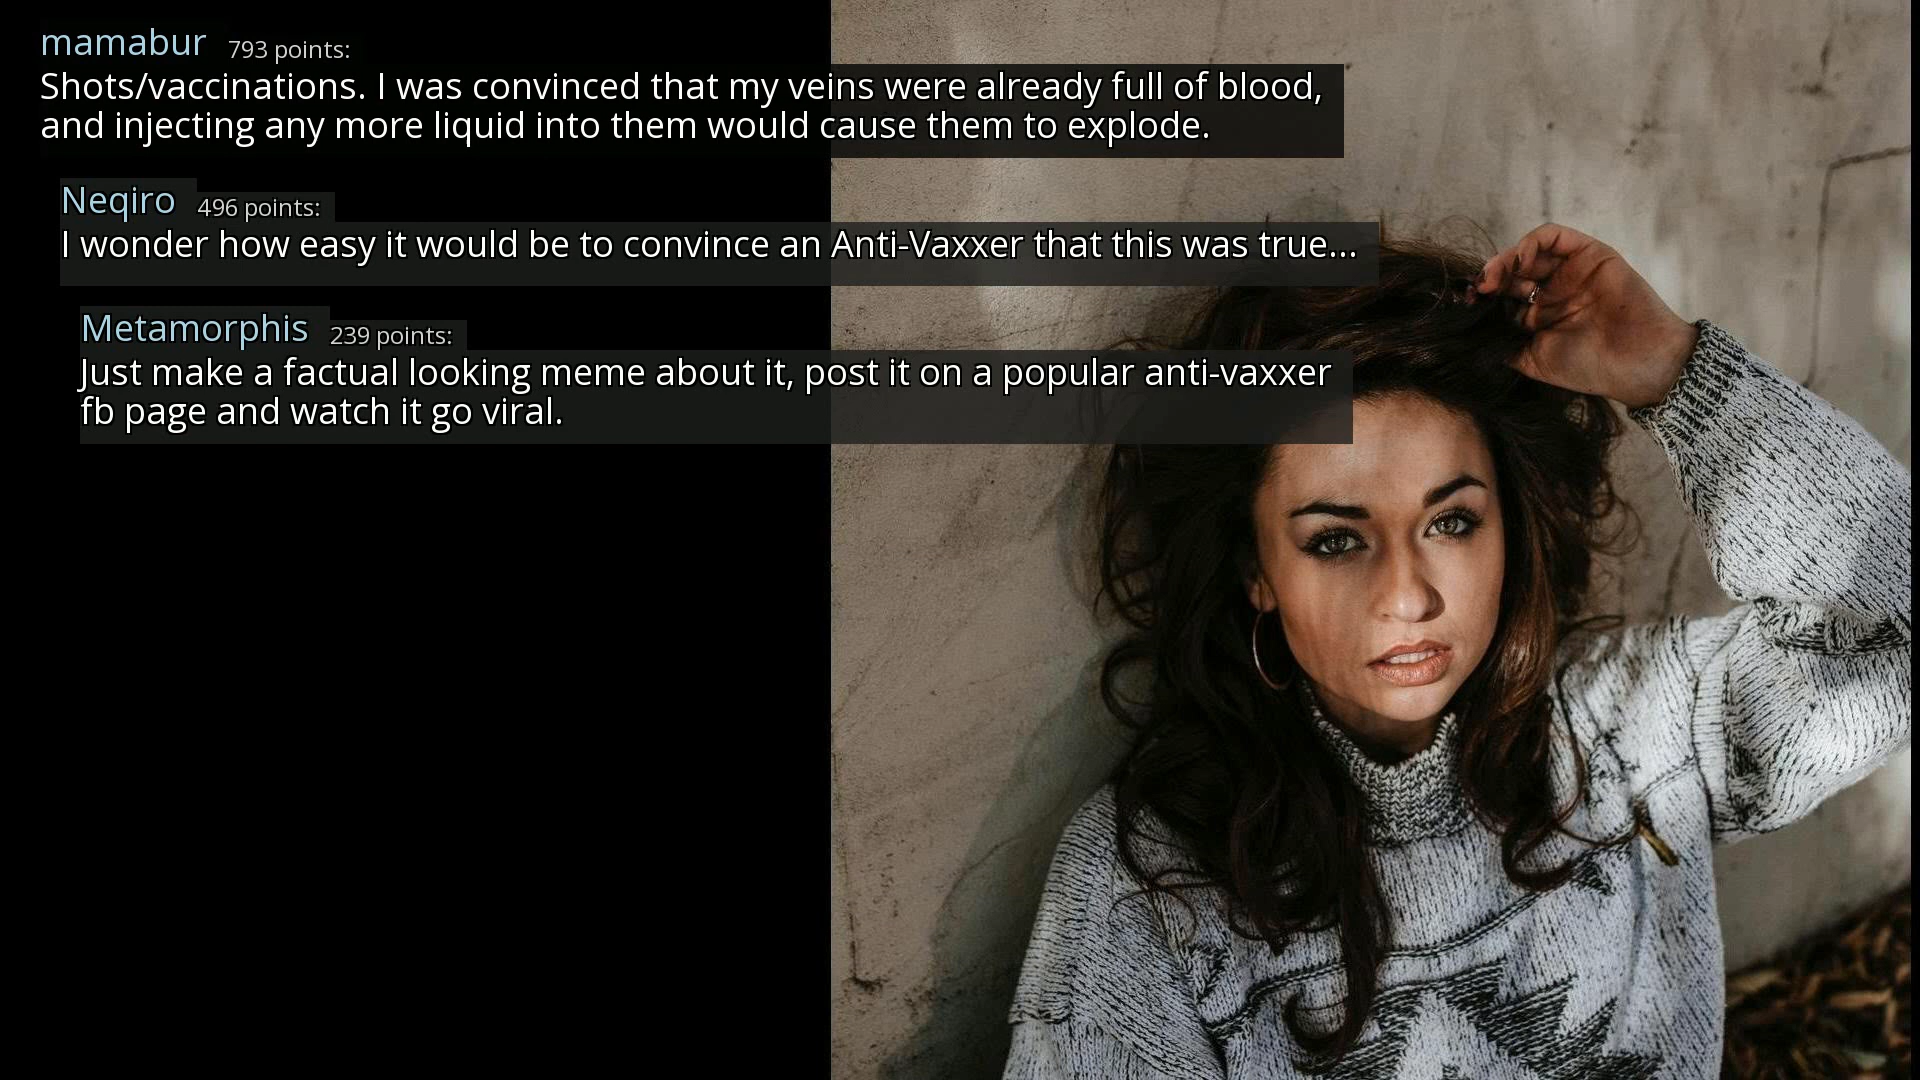 mamabur 793 points:
Shots/vaccinations. I was convinced that my veins were already full of blood,
and injecting any more liquid into them would cause them to explode.
Neqiro 496 points:
I wonder how easy it would be to convince an Anti-Vaxxer that this was true...
Metamorphis 239 points:
Just make a factual looking meme about it, post it on a popular anti-vaxxer
fb page and watch it go viral.